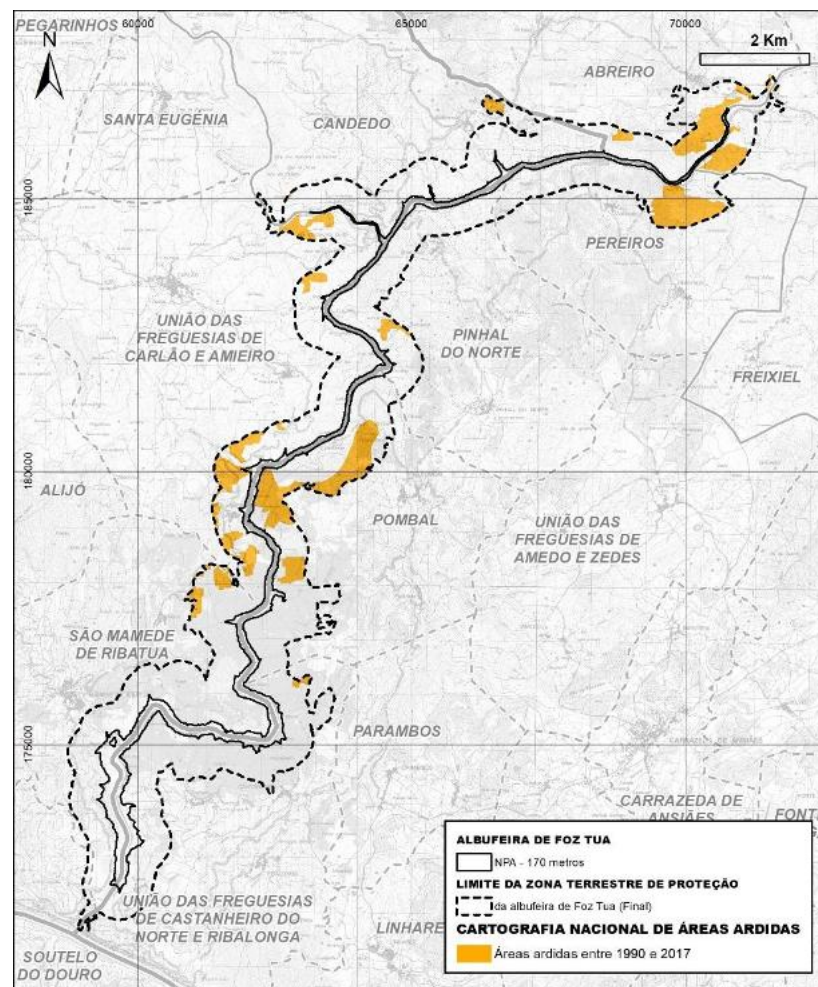 PEGARINHOS
60000
65000
70000
N
2 Km
ABREIRO
SANTA EUGÉNIA
CANDEDO
185000
PEREIROS
UNIÃO DAS
FREGUESIAS DE
CARLÃO E AMIEIRO
PINHAL
DO NORTE
FREIXIEL
180000
ALIJÓ
POMBAL
UNIÃO DAS
FREGUESIAS DE
AMEDO E ZEDES
SÃO MAMEDE
DE RIBATUA
175000
PARAMBOS
CARRAZEDA DE
ANSIÃES
FONT
UNIÃO DAS FREGUESIAS
DE CASTANHEIRO DO
NORTE E RIBALONGA
LINHARE
SOUTELO
DO DOURO
ALBUFEIRA DE FOZ TUA
NPA - 170 metros
LIMITE DA ZONA TERRESTRE DE PROTEÇÃO
da albufeira de Foz Tua (Final)
CARTOGRAFIA NACIONAL DE ÁREAS ARDIDAS
Áreas ardidas entre 1990 e 2017